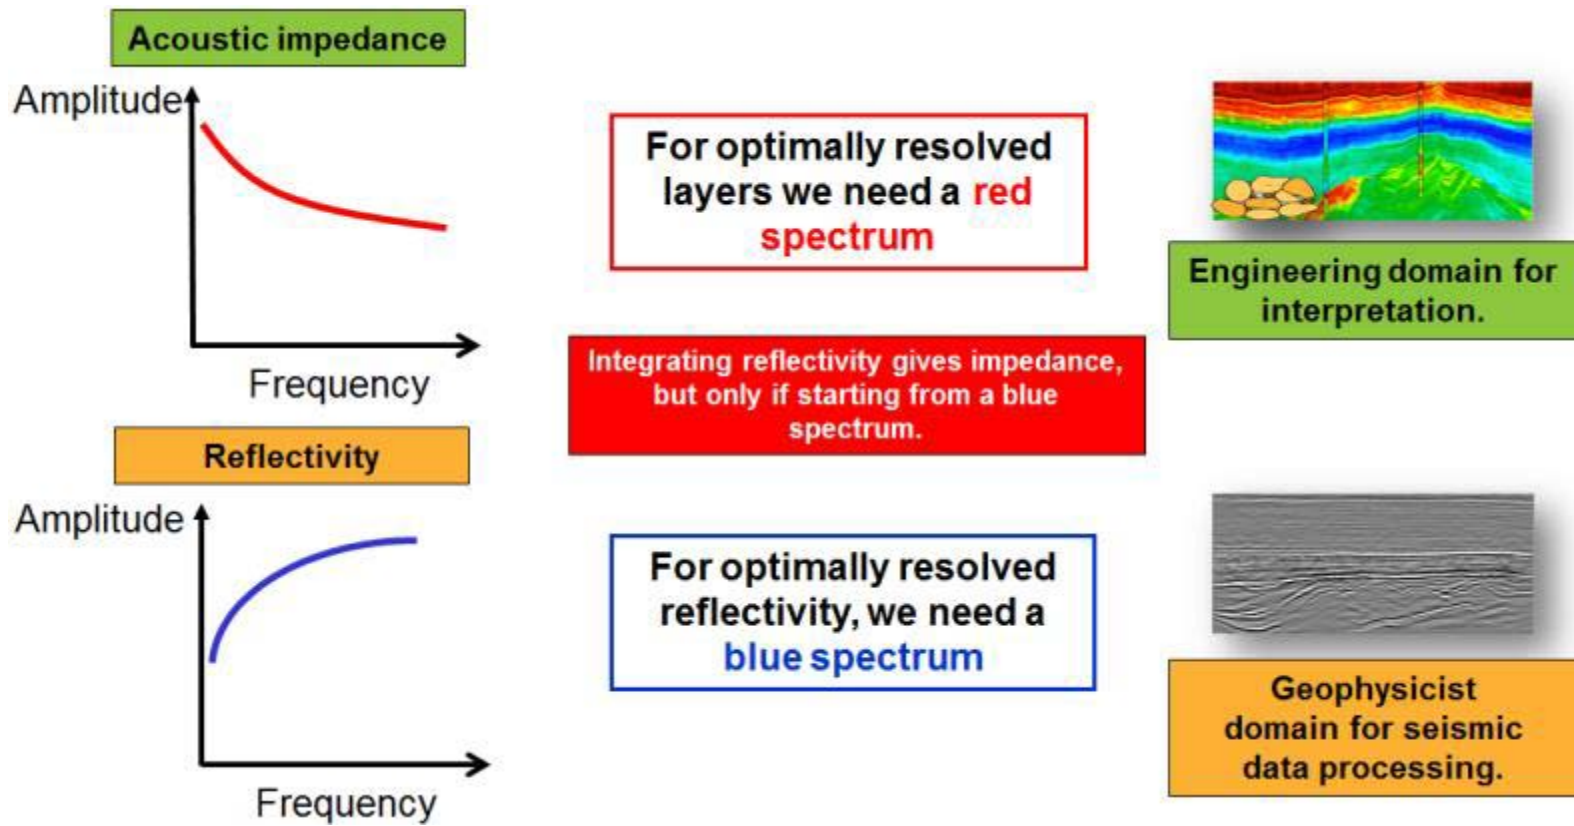 Acoustic impedance
Amplitude
Frequency
For optimally resolved
layers we need a red
spectrum
Engineering domain for
interpretation.
Integrating reflectivity gives impedance,
but only if starting from a blue
spectrum.
Reflectivity
Amplitude
Frequency
For optimally resolved
reflectivity, we need a
blue spectrum
Geophysicist
domain for seismic
data processing.